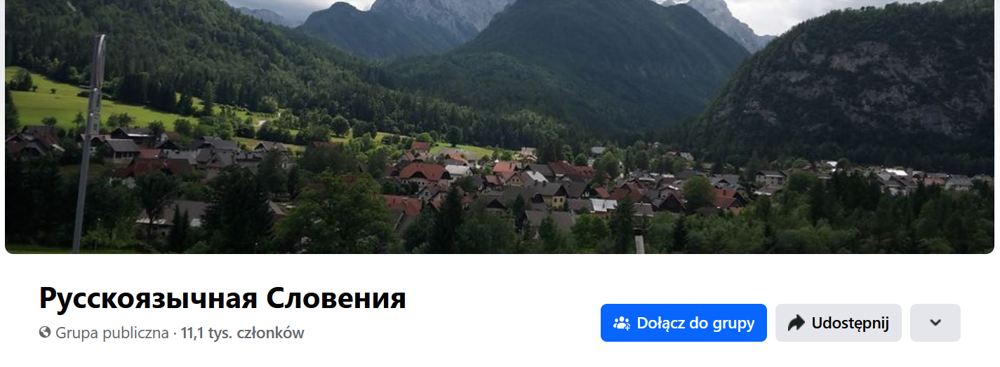 Русскоязычная Словения
Grupa publiczna · 11,1 tys. członków
Dołącz do grupy
Udostępnij